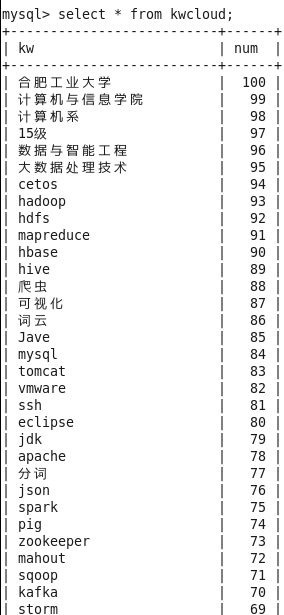 mysql> select * from kwcloud;
+--------------------------+------+
| kw | num |
+--------------------------+------+
| 合肥工业大学 | 100 |
| 计算机与信息学院 | 99 |
| 计算机系 | 98 |
| 15级 | 97 |
| 数据与智能工程 | 96 |
| 大数据处理技术 | 95 |
| cetos | 94 |
| hadoop | 93 |
| hdfs | 92 |
| mapreduce | 91 |
| hbase | 90 |
| hive | 89 |
| 爬虫 | 88 |
| 可视化 | 87 |
| 词云 | 86 |
| Jave | 85 |
| mysql | 84 |
| tomcat | 83 |
| vmware | 82 |
| ssh | 81 |
| eclipse | 80 |
| jdk | 79 |
| apache | 78 |
| 分词 | 77 |
| json | 76 |
| spark | 75 |
| pig | 74 |
| zookeeper | 73 |
| mahout | 72 |
| sqoop | 71 |
| kafka | 70 |
| storm | 69 |